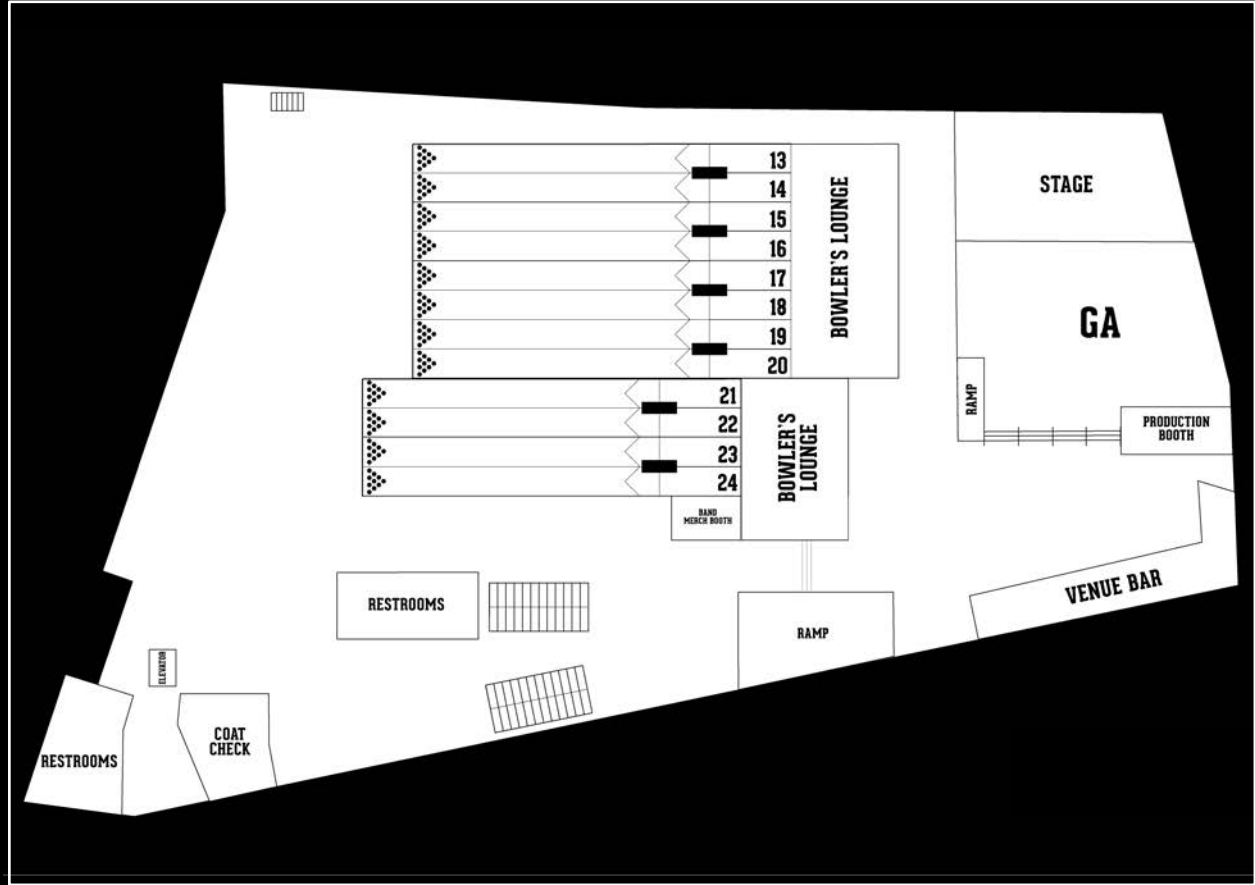 13
14
15
16
17
18
19
20
BOWLER'S LOUNGE
STAGE
GA
RAMP
PRODUCTION
BOOTH
21
22
23
24
BOWLER'S
LOUNGE
BAND
MERCH BOOTH
VENUE BAR
RESTROOMS
RAMP
ELEVATOR
COAT
CHECK
RESTROOMS